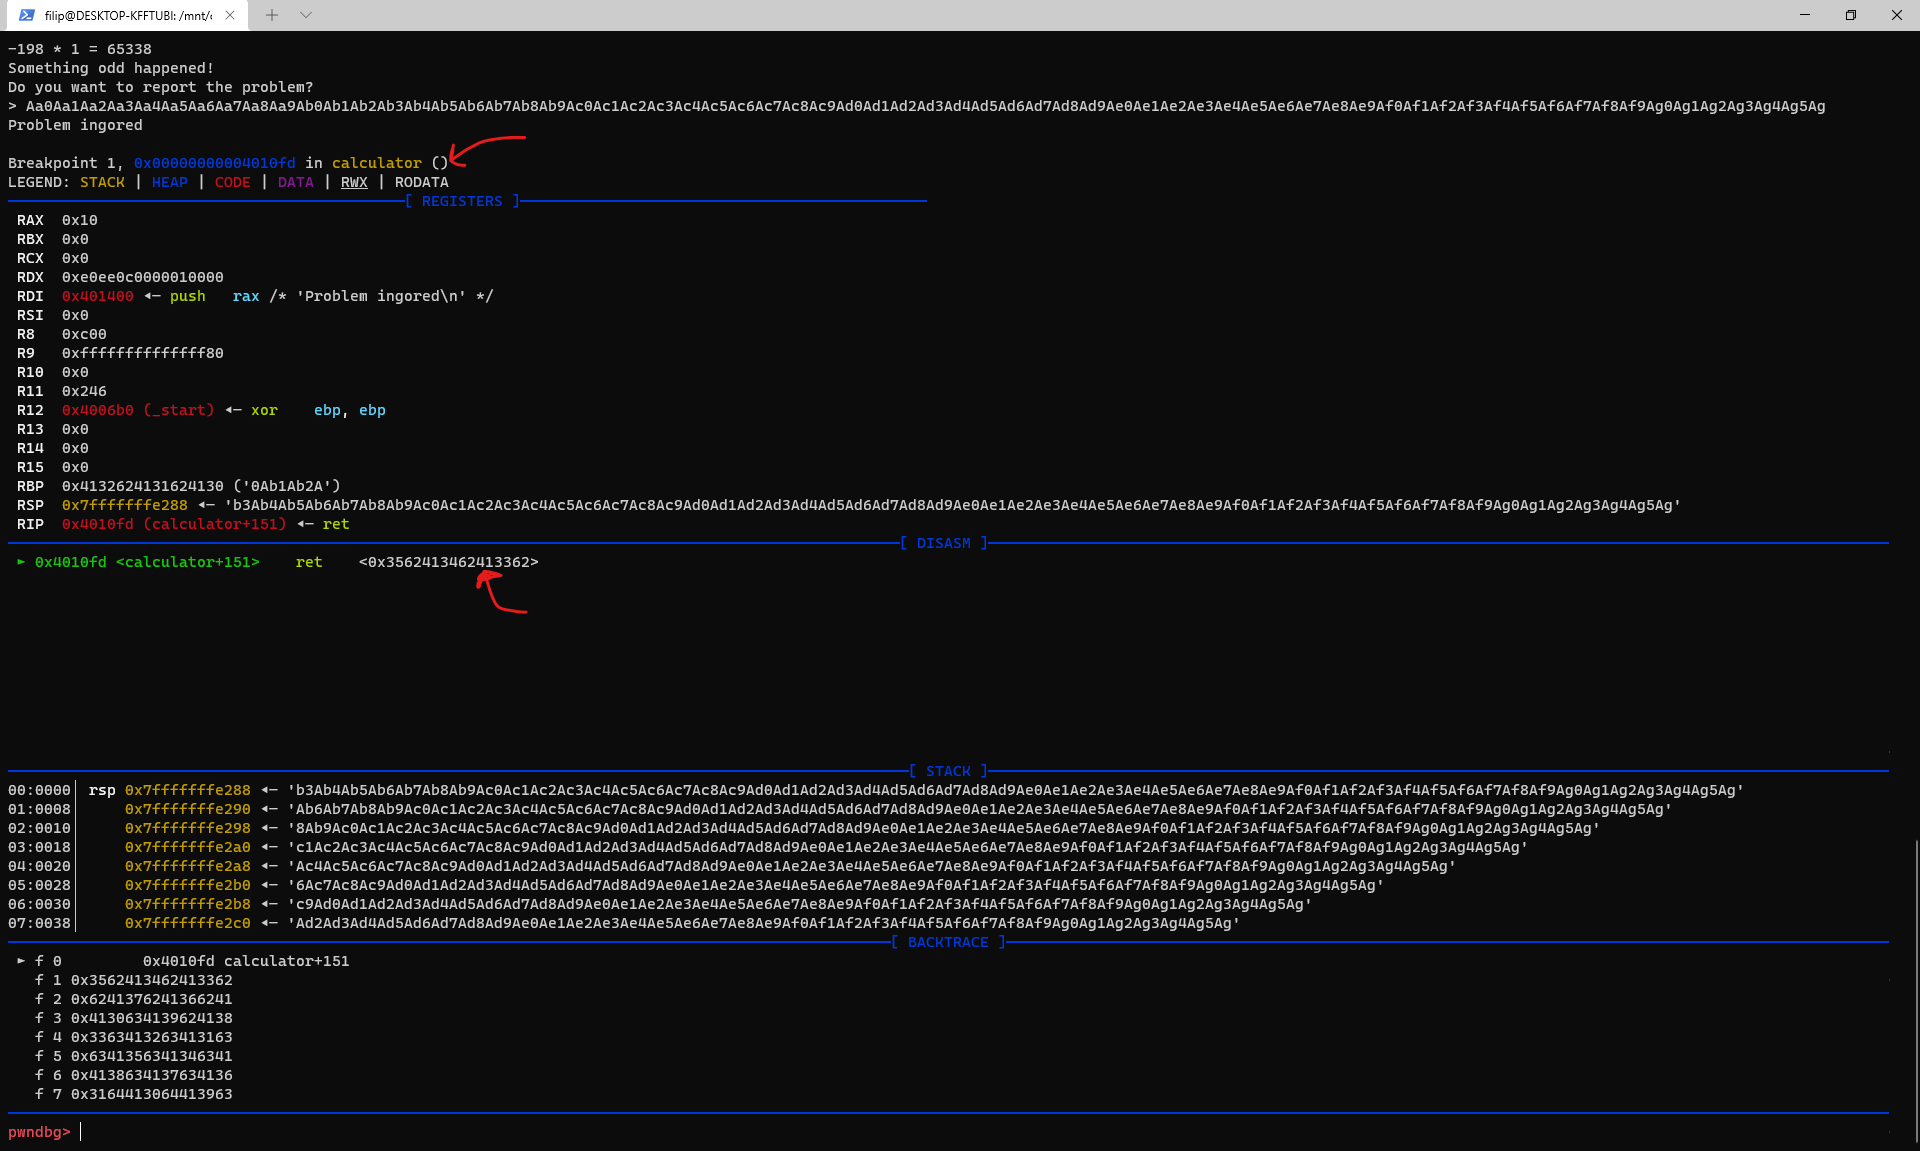 filip@DESKTOP-KFFTUBI: /mnt/
-198 * 1 = 65338
Something odd happened!
Do you want to report the problem?
> Aa0Aa1Aa2Aa3Aa4Aa5Aa6Aa7Aa8Aa9Ab0Ab1Ab2Ab3Ab4Ab5Ab6Ab7Ab8Ab9Ac0Ac1Ac2Ac3Ac4Ac5Ac6Ac7Ac8Ac9Ad0Ad1Ad2Ad3Ad4Ad5Ad6Ad7Ad8Ad9Ae0Ae1Ae2Ae3Ae4Ae5Ae6Ae7Ae8Ae9Af0Af1Af2Af3Af4Af5Af6Af7Af8Af9Ag0Ag1Ag2Ag3Ag4Ag5Ag
Problem ingored
Breakpoint 1, 0x00000000004010fd in calculator ()
LEGEND: STACK | HEAP | CODE | DATA | RWX | RODATA
[ REGISTERS ]
RAX 0x10
RBX 0x0
RCX 0x0
RDX 0xe0ee0c0000010000
RDI 0x401400 ◂— push rax /* 'Problem ingored\n' */
RSI 0x0
R8 0xc00
R9 0xffffffffffffff80
R10 0x0
R11 0x246
R12 0x4006b0 (_start) ◂— xor ebp, ebp
R13 0x0
R14 0x0
R15 0x0
RBP 0x4132624131624130 ('0Ab1Ab2A')
RSP 0x7fffffffe288 ◂— 'b3Ab4Ab5Ab6Ab7Ab8Ab9Ac0Ac1Ac2Ac3Ac4Ac5Ac6Ac7Ac8Ac9Ad0Ad1Ad2Ad3Ad4Ad5Ad6Ad7Ad8Ad9Ae0Ae1Ae2Ae3Ae4Ae5Ae6Ae7Ae8Ae9Af0Af1Af2Af3Af4Af5Af6Af7Af8Af9Ag0Ag1Ag2Ag3Ag4Ag5Ag'
RIP 0x4010fd (calculator+151) ◂— ret
[ DISASM ]
► 0x4010fd <calculator+151> ret <0x3562413462413362>
[ STACK ]
00:0000│ rsp 0x7fffffffe288 ◂— 'b3Ab4Ab5Ab6Ab7Ab8Ab9Ac0Ac1Ac2Ac3Ac4Ac5Ac6Ac7Ac8Ac9Ad0Ad1Ad2Ad3Ad4Ad5Ad6Ad7Ad8Ad9Ae0Ae1Ae2Ae3Ae4Ae5Ae6Ae7Ae8Ae9Af0Af1Af2Af3Af4Af5Af6Af7Af8Af9Ag0Ag1Ag2Ag3Ag4Ag5Ag'
01:0008│ 0x7fffffffe290 ◂— 'Ab6Ab7Ab8Ab9Ac0Ac1Ac2Ac3Ac4Ac5Ac6Ac7Ac8Ac9Ad0Ad1Ad2Ad3Ad4Ad5Ad6Ad7Ad8Ad9Ae0Ae1Ae2Ae3Ae4Ae5Ae6Ae7Ae8Ae9Af0Af1Af2Af3Af4Af5Af6Af7Af8Af9Ag0Ag1Ag2Ag3Ag4Ag5Ag'
02:0010│ 0x7fffffffe298 ◂— '8Ab9Ac0Ac1Ac2Ac3Ac4Ac5Ac6Ac7Ac8Ac9Ad0Ad1Ad2Ad3Ad4Ad5Ad6Ad7Ad8Ad9Ae0Ae1Ae2Ae3Ae4Ae5Ae6Ae7Ae8Ae9Af0Af1Af2Af3Af4Af5Af6Af7Af8Af9Ag0Ag1Ag2Ag3Ag4Ag5Ag'
03:0018│ 0x7fffffffe2a0 ◂— 'c1Ac2Ac3Ac4Ac5Ac6Ac7Ac8Ac9Ad0Ad1Ad2Ad3Ad4Ad5Ad6Ad7Ad8Ad9Ae0Ae1Ae2Ae3Ae4Ae5Ae6Ae7Ae8Ae9Af0Af1Af2Af3Af4Af5Af6Af7Af8Af9Ag0Ag1Ag2Ag3Ag4Ag5Ag'
04:0020│ 0x7fffffffe2a8 ◂— 'Ac4Ac5Ac6Ac7Ac8Ac9Ad0Ad1Ad2Ad3Ad4Ad5Ad6Ad7Ad8Ad9Ae0Ae1Ae2Ae3Ae4Ae5Ae6Ae7Ae8Ae9Af0Af1Af2Af3Af4Af5Af6Af7Af8Af9Ag0Ag1Ag2Ag3Ag4Ag5Ag'
05:0028│ 0x7fffffffe2b0 ◂— '6Ac7Ac8Ac9Ad0Ad1Ad2Ad3Ad4Ad5Ad6Ad7Ad8Ad9Ae0Ae1Ae2Ae3Ae4Ae5Ae6Ae7Ae8Ae9Af0Af1Af2Af3Af4Af5Af6Af7Af8Af9Ag0Ag1Ag2Ag3Ag4Ag5Ag'
06:0030│ 0x7fffffffe2b8 ◂— 'c9Ad0Ad1Ad2Ad3Ad4Ad5Ad6Ad7Ad8Ad9Ae0Ae1Ae2Ae3Ae4Ae5Ae6Ae7Ae8Ae9Af0Af1Af2Af3Af4Af5Af6Af7Af8Af9Ag0Ag1Ag2Ag3Ag4Ag5Ag'
07:0038│ 0x7fffffffe2c0 ◂— 'Ad2Ad3Ad4Ad5Ad6Ad7Ad8Ad9Ae0Ae1Ae2Ae3Ae4Ae5Ae6Ae7Ae8Ae9Af0Af1Af2Af3Af4Af5Af6Af7Af8Af9Ag0Ag1Ag2Ag3Ag4Ag5Ag'
[ BACKTRACE ]
► f 0 0x4010fd calculator+151
f 1 0x3562413462413362
f 2 0x6241376241366241
f 3 0x4130634139624138
f 4 0x3363413263413163
f 5 0x6341356341346341
f 6 0x4138634137634136
f 7 0x3164413064413963
pwndbg>